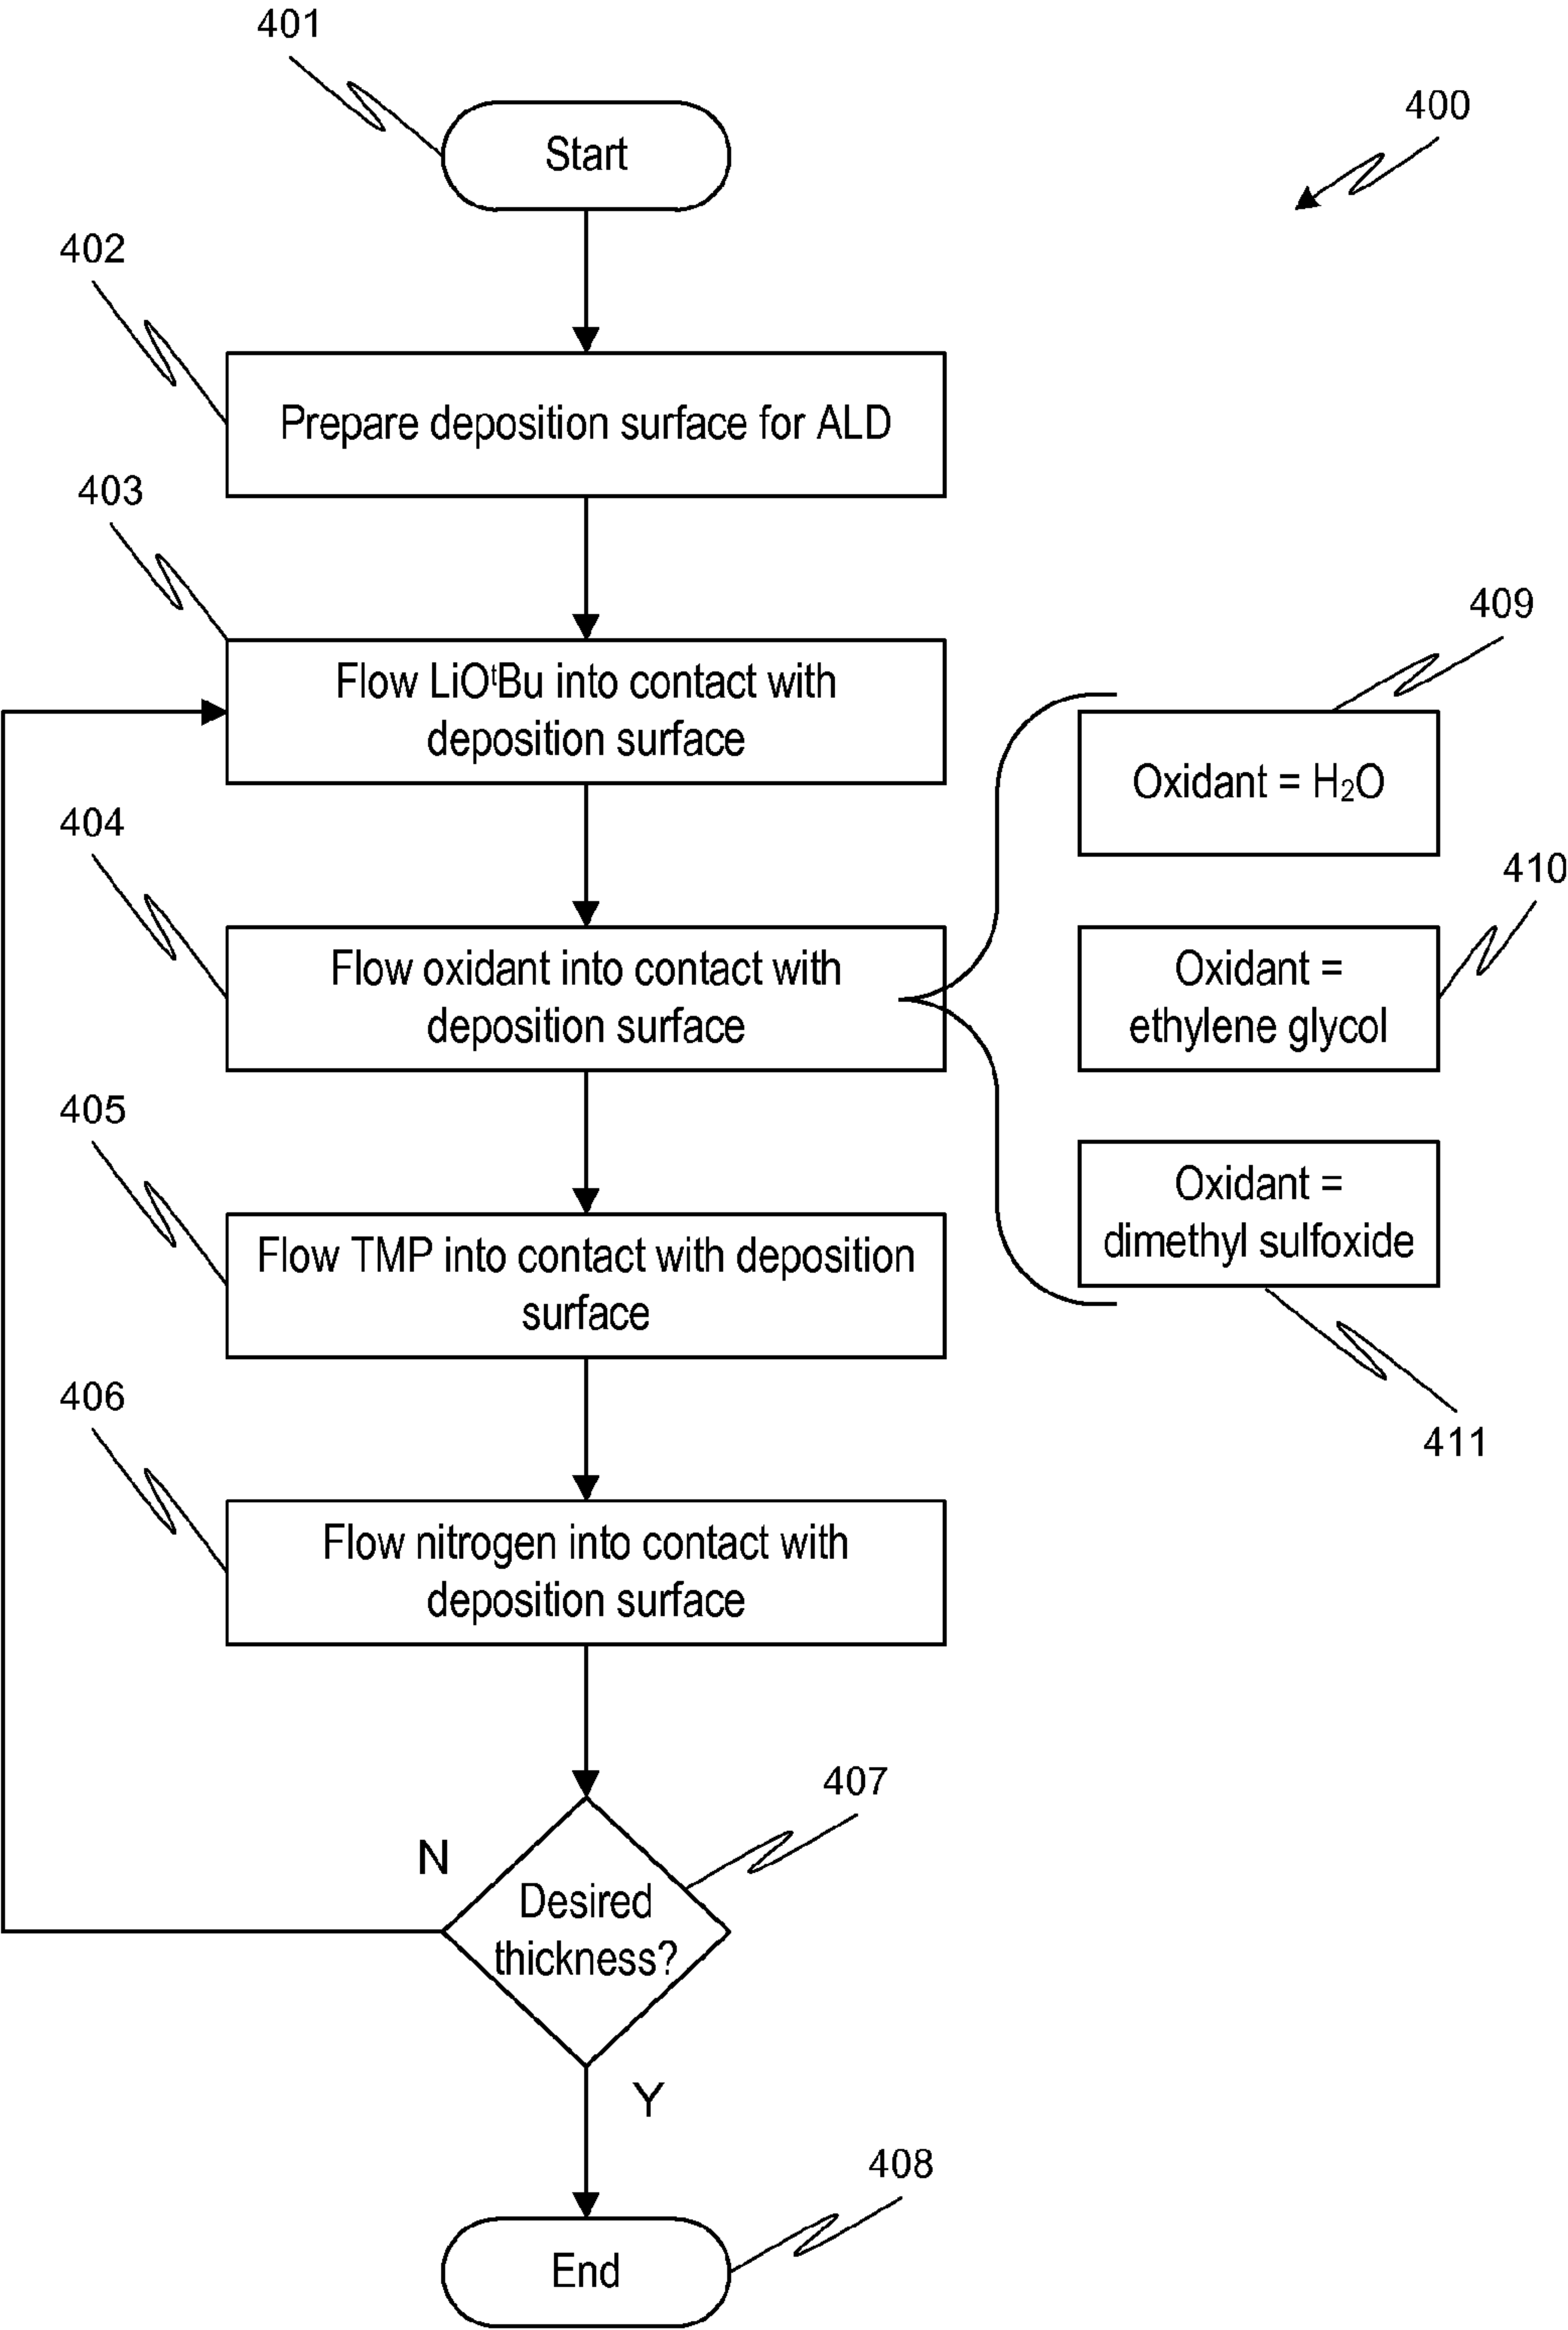 401
Start
400
402
Prepare deposition surface for ALD
403
Flow LiOᵗBu into contact with
deposition surface
404
Flow oxidant into contact with
deposition surface
409
Oxidant = H₂O
410
Oxidant =
ethylene glycol
Oxidant =
dimethyl sulfoxide
411
405
Flow TMP into contact with deposition
surface
406
Flow nitrogen into contact with
deposition surface
407
N
Desired
thickness?
Y
408
End